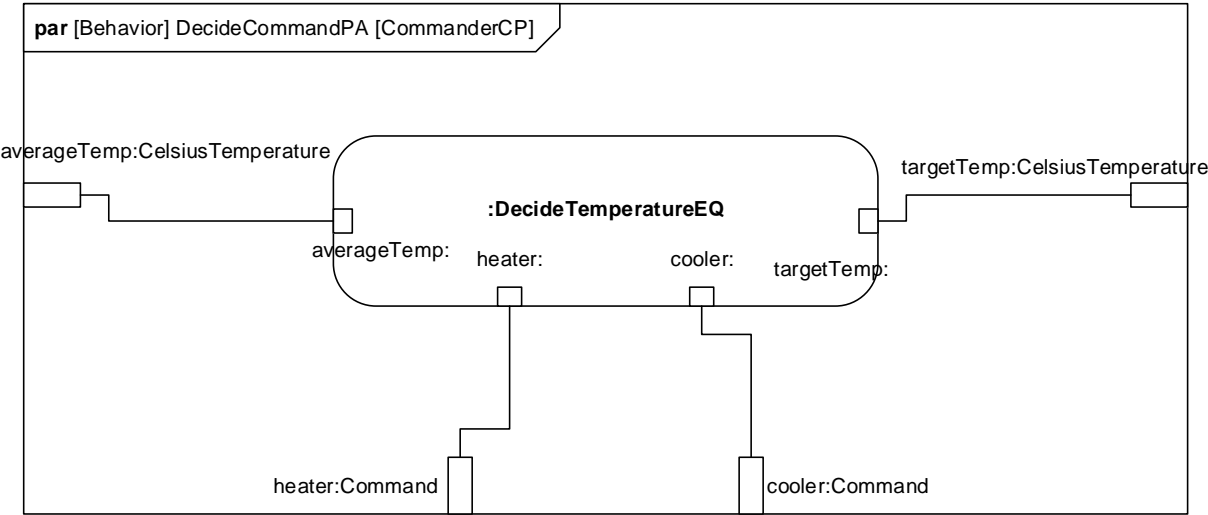 par [Behavior] DecideCommandPA [CommanderCP]
averageTemp:CelsiusTemperature
targetTemp:CelsiusTemperature
:DecideTemperatureEQ
averageTemp:
heater:
cooler:
targetTemp:
heater:Command
cooler:Command